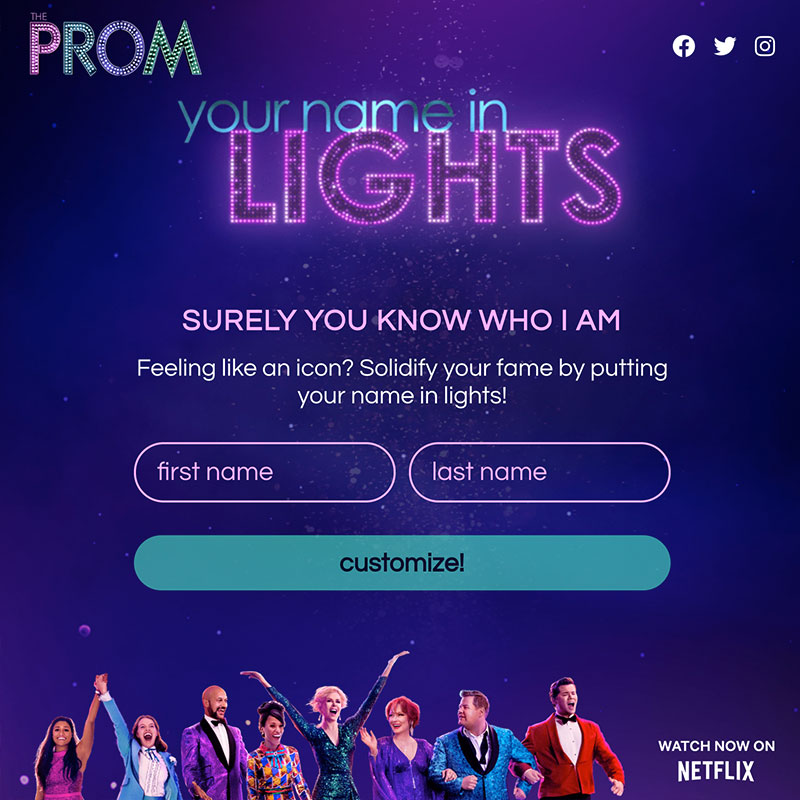 THE
PROM
your name in
LIGHTS
SURELY YOU KNOW WHO I AM
Feeling like an icon? Solidify your fame by putting
your name in lights!
first name last name
customize!
WATCH NOW ON
NETFLIX